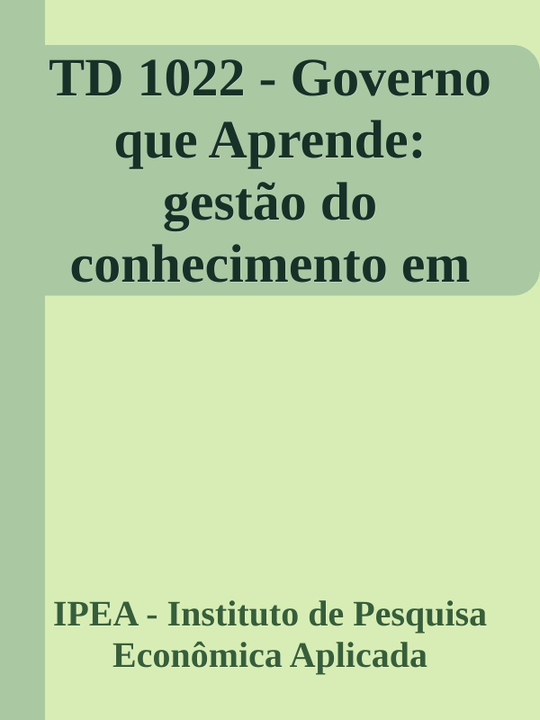 TD 1022 - Governo
que Aprende:
gestão do
conhecimento em
IPEA - Instituto de Pesquisa
Econômica Aplicada